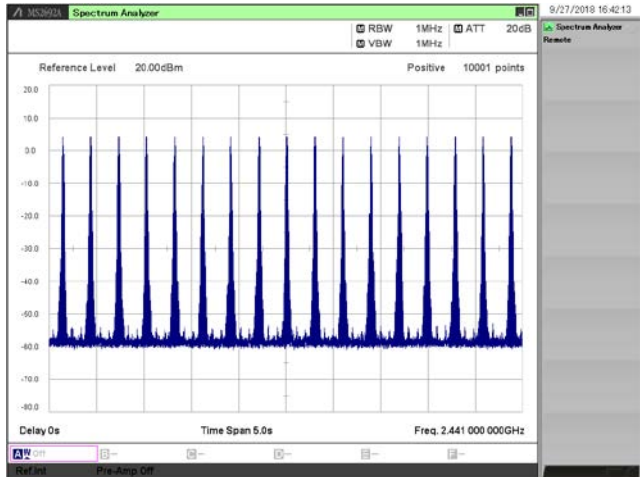 MS2692A Spectrum Analyzer
9/27/2018 16:42:13
RBW 1MHz ATT 20dB
VBW 1MHz
Spectrum Analyzer
Remote
Reference Level 20.00dBm Positive 10001 points
20.0
10.0
0.0
-10.0
-20.0
-30.0
-40.0
-50.0
-60.0
-70.0
-80.0
Delay 0s Time Span 5.0s Freq. 2.441 000 000GHz
A W Off
Ref.Int Pre-Amp Off